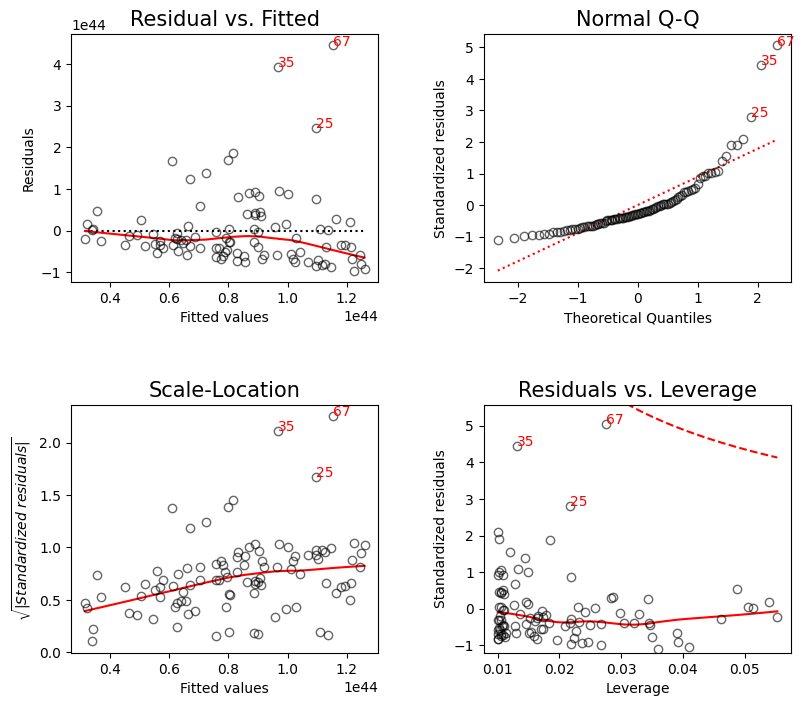 Residual vs. Fitted
1e44
4
3
2
1
0
−1
Residuals
67
35
25
0.4 0.6 0.8 1.0 1.2
1e44
Fitted values
Normal Q-Q
5
4
3
2
1
0
−1
−2
Standardized residuals
67
35
25
−2 −1 0 1 2
Theoretical Quantiles
Scale-Location
2.0
1.5
1.0
0.5
0.0
√|Standardized residuals|
67
35
25
0.4 0.6 0.8 1.0 1.2
1e44
Fitted values
Residuals vs. Leverage
5
4
3
2
1
0
−1
Standardized residuals
67
35
25
0.01 0.02 0.03 0.04 0.05
Leverage